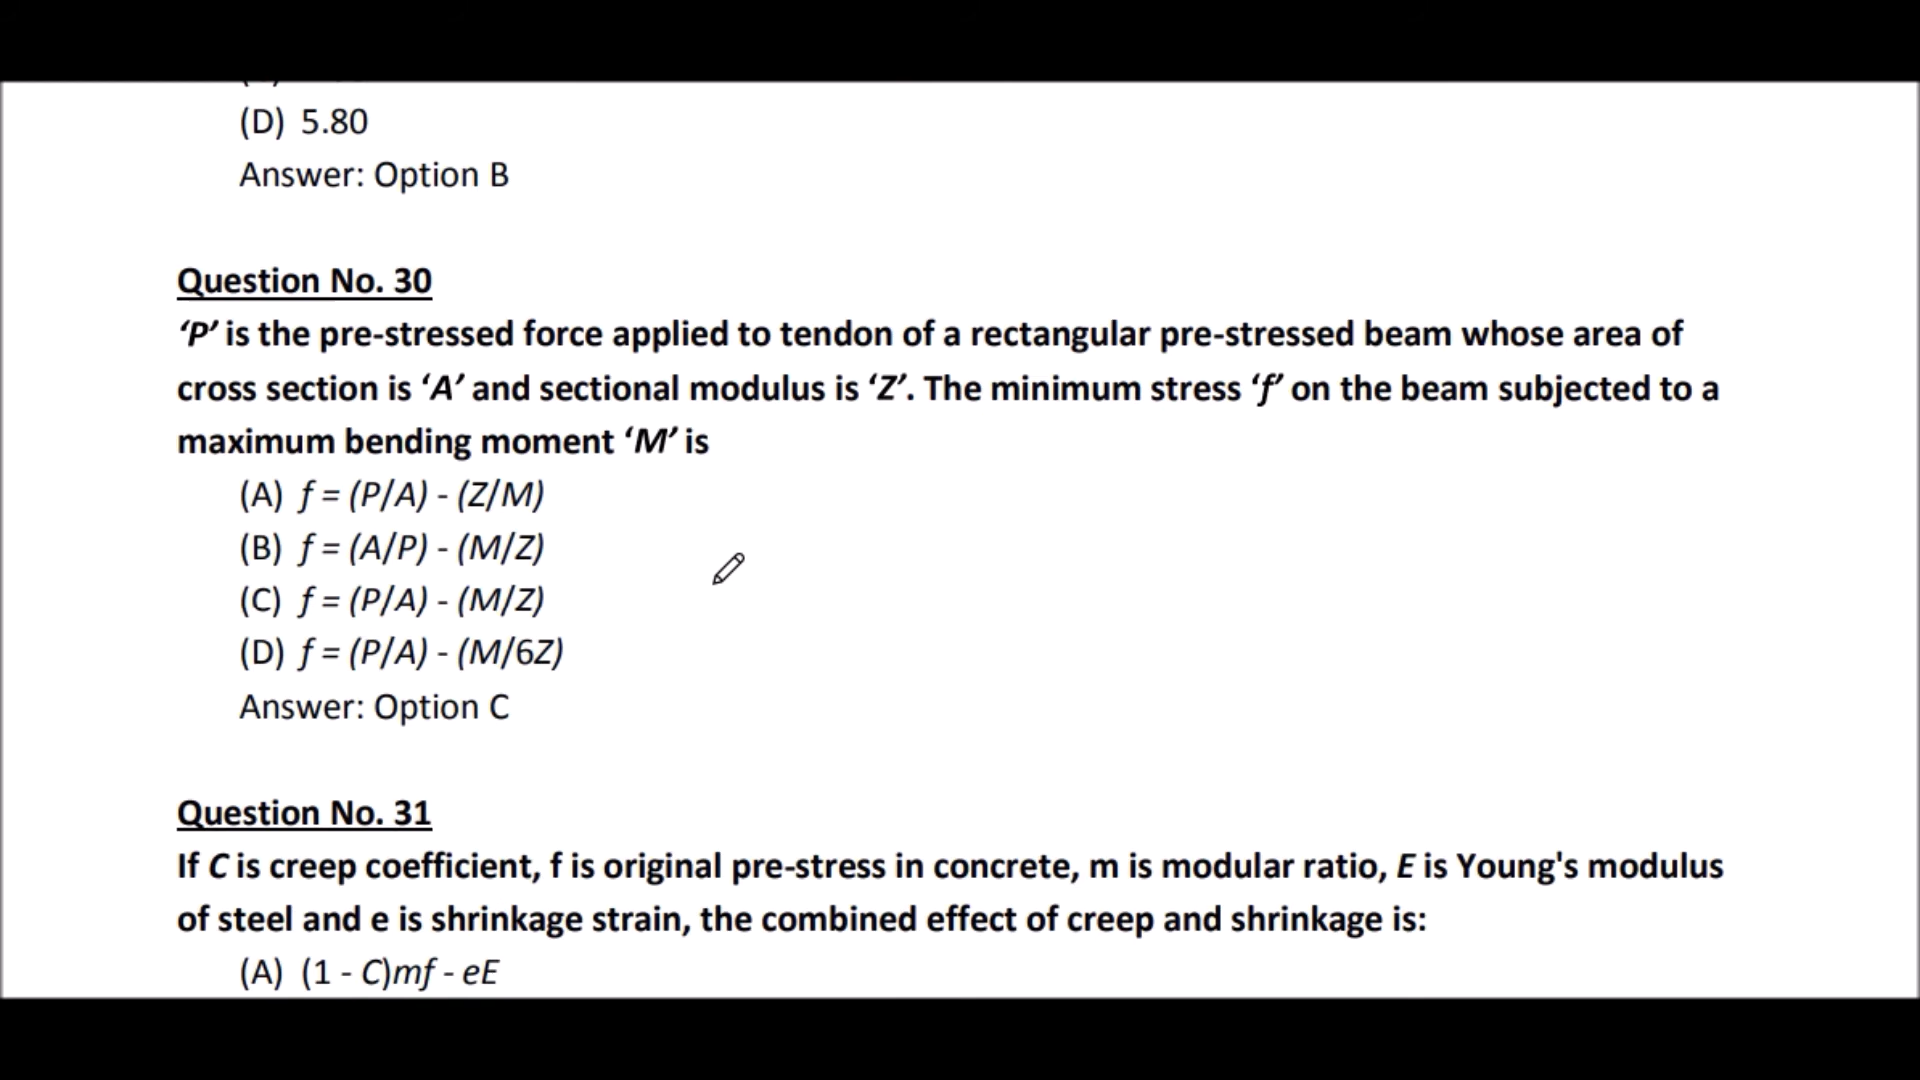 (D) 5.80
Answer: Option B
Question No. 30
‘P’ is the pre-stressed force applied to tendon of a rectangular pre-stressed beam whose area of
cross section is ‘A’ and sectional modulus is ‘Z’. The minimum stress ‘f’ on the beam subjected to a
maximum bending moment ‘M’ is
(A) f = (P/A) - (Z/M)
(B) f = (A/P) - (M/Z)
(C) f = (P/A) - (M/Z)
(D) f = (P/A) - (M/6Z)
Answer: Option C
Question No. 31
If C is creep coefficient, f is original pre-stress in concrete, m is modular ratio, E is Young's modulus
of steel and e is shrinkage strain, the combined effect of creep and shrinkage is:
(A) (1 - C)mf - eE